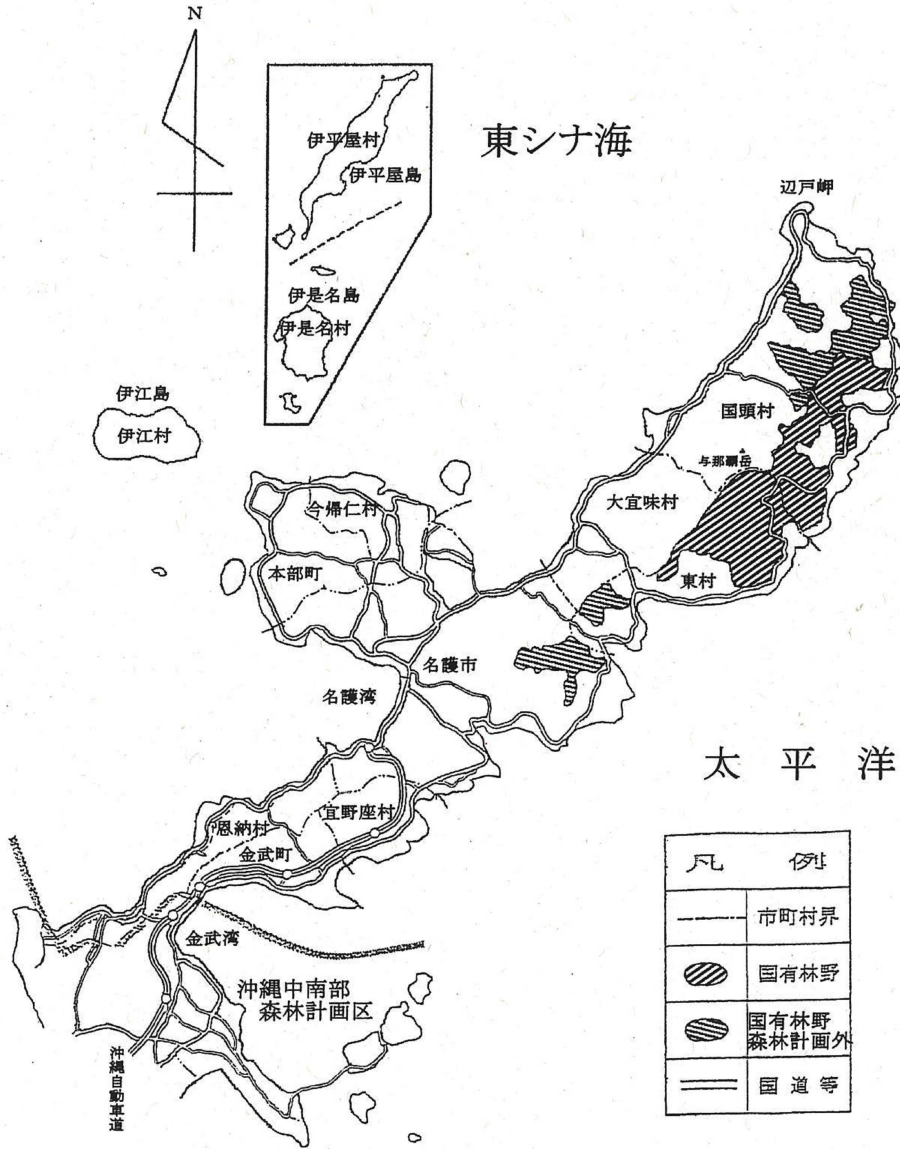 N
東シナ海
伊平屋村
伊平屋島
辺戸岬
伊是名島
伊是名村
伊江島
伊江村
国頭村
与那覇岳
今帰仁村
大宜味村
本部町
東村
名護市
名護湾
太平洋
宜野座村
恩納村
金武町
金武湾
沖縄中南部
森林計画区
沖縄自動車道
凡例
市町村界
国有林野
国有林野
森林計画外
国道等